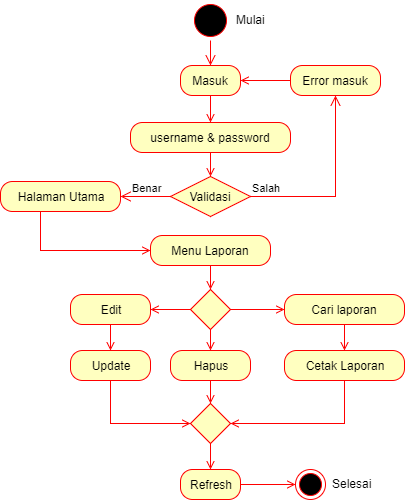 Mulai
Masuk
Error masuk
username & password
Benar
Salah
Halaman Utama
Validasi
Menu Laporan
Edit
Cari laporan
Update
Hapus
Cetak Laporan
Refresh
Selesai